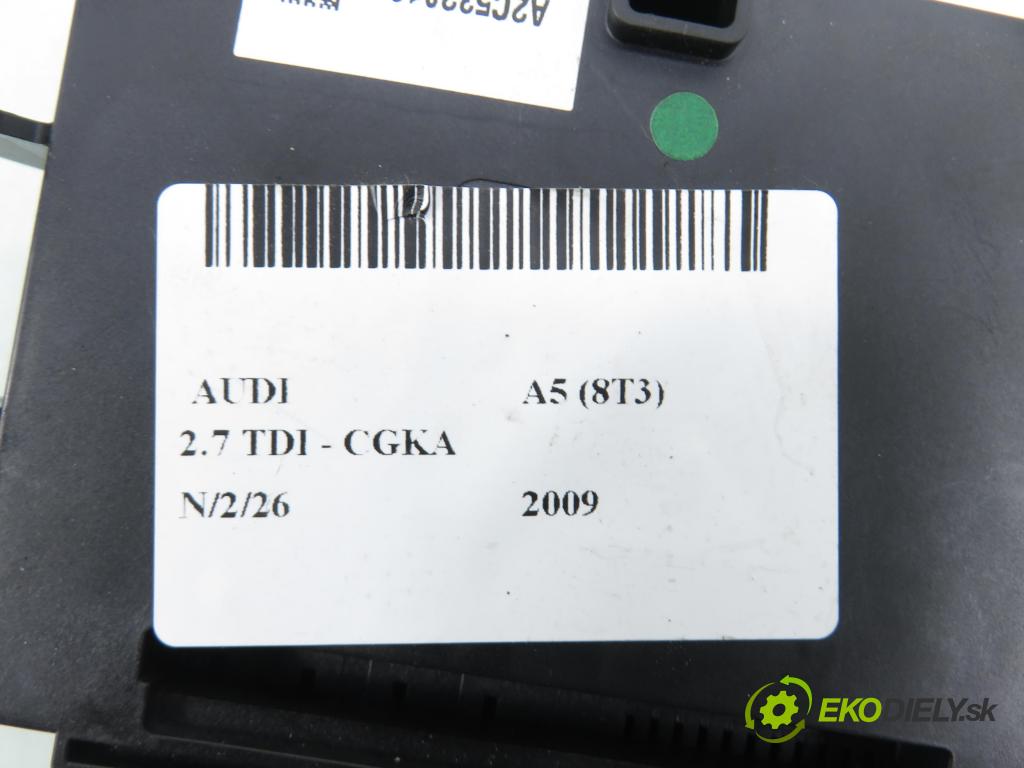 AUDI A5 (8T3)
2.7 TDI - CGKA
N/2/26 2009
EKODIELY.sk